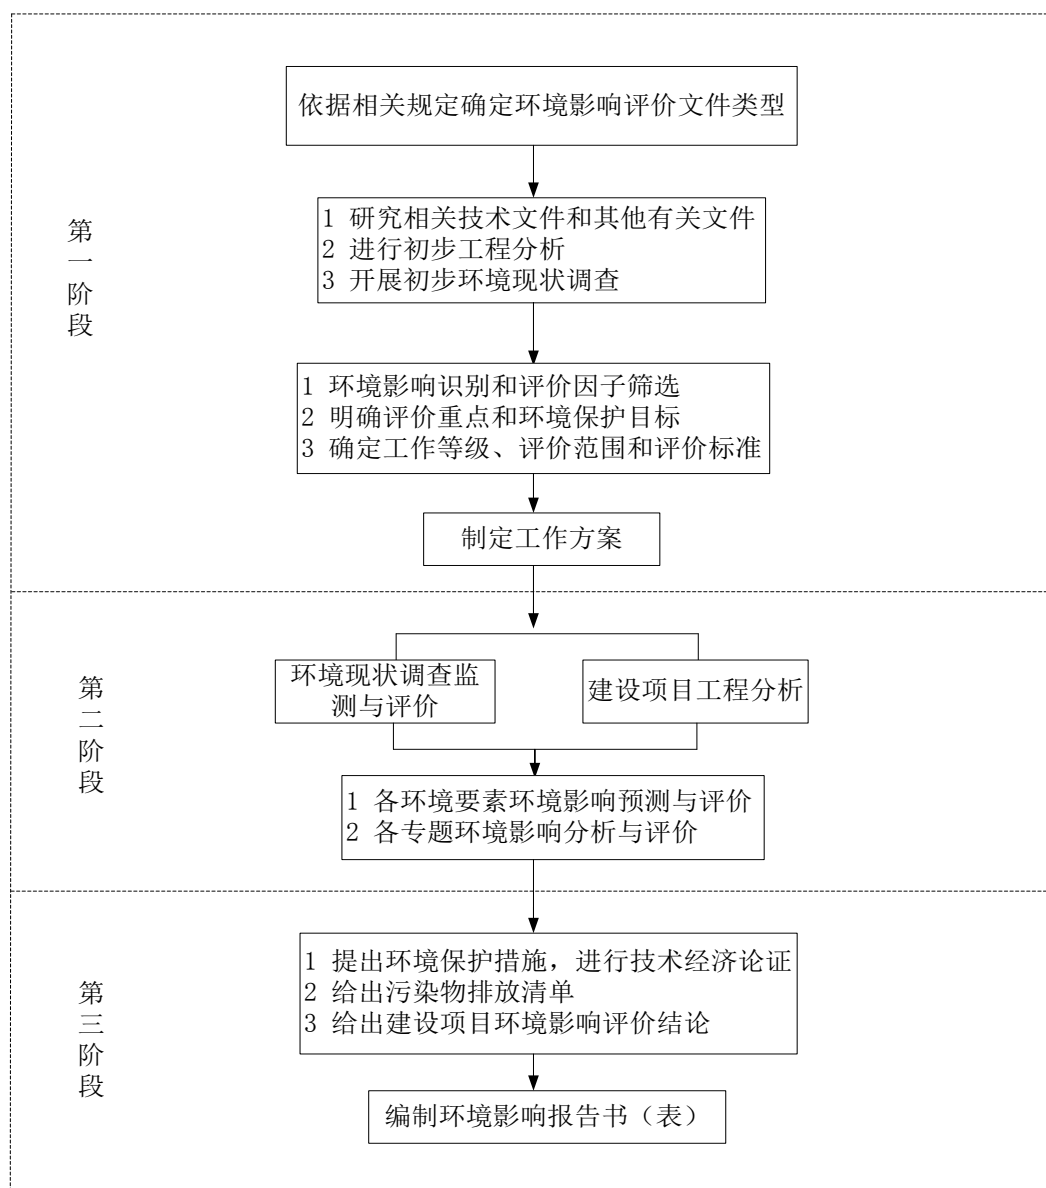 依据相关规定确定环境影响评价文件类型
第一阶段
1 研究相关技术文件和其他有关文件
2 进行初步工程分析
3 开展初步环境现状调查
1 环境影响识别和评价因子筛选
2 明确评价重点和环境保护目标
3 确定工作等级、评价范围和评价标准
制定工作方案
第二阶段
环境现状调查监
测与评价
建设项目工程分析
1 各环境要素环境影响预测与评价
2 各专题环境影响分析与评价
第三阶段
1 提出环境保护措施，进行技术经济论证
2 给出污染物排放清单
3 给出建设项目环境影响评价结论
编制环境影响报告书（表）